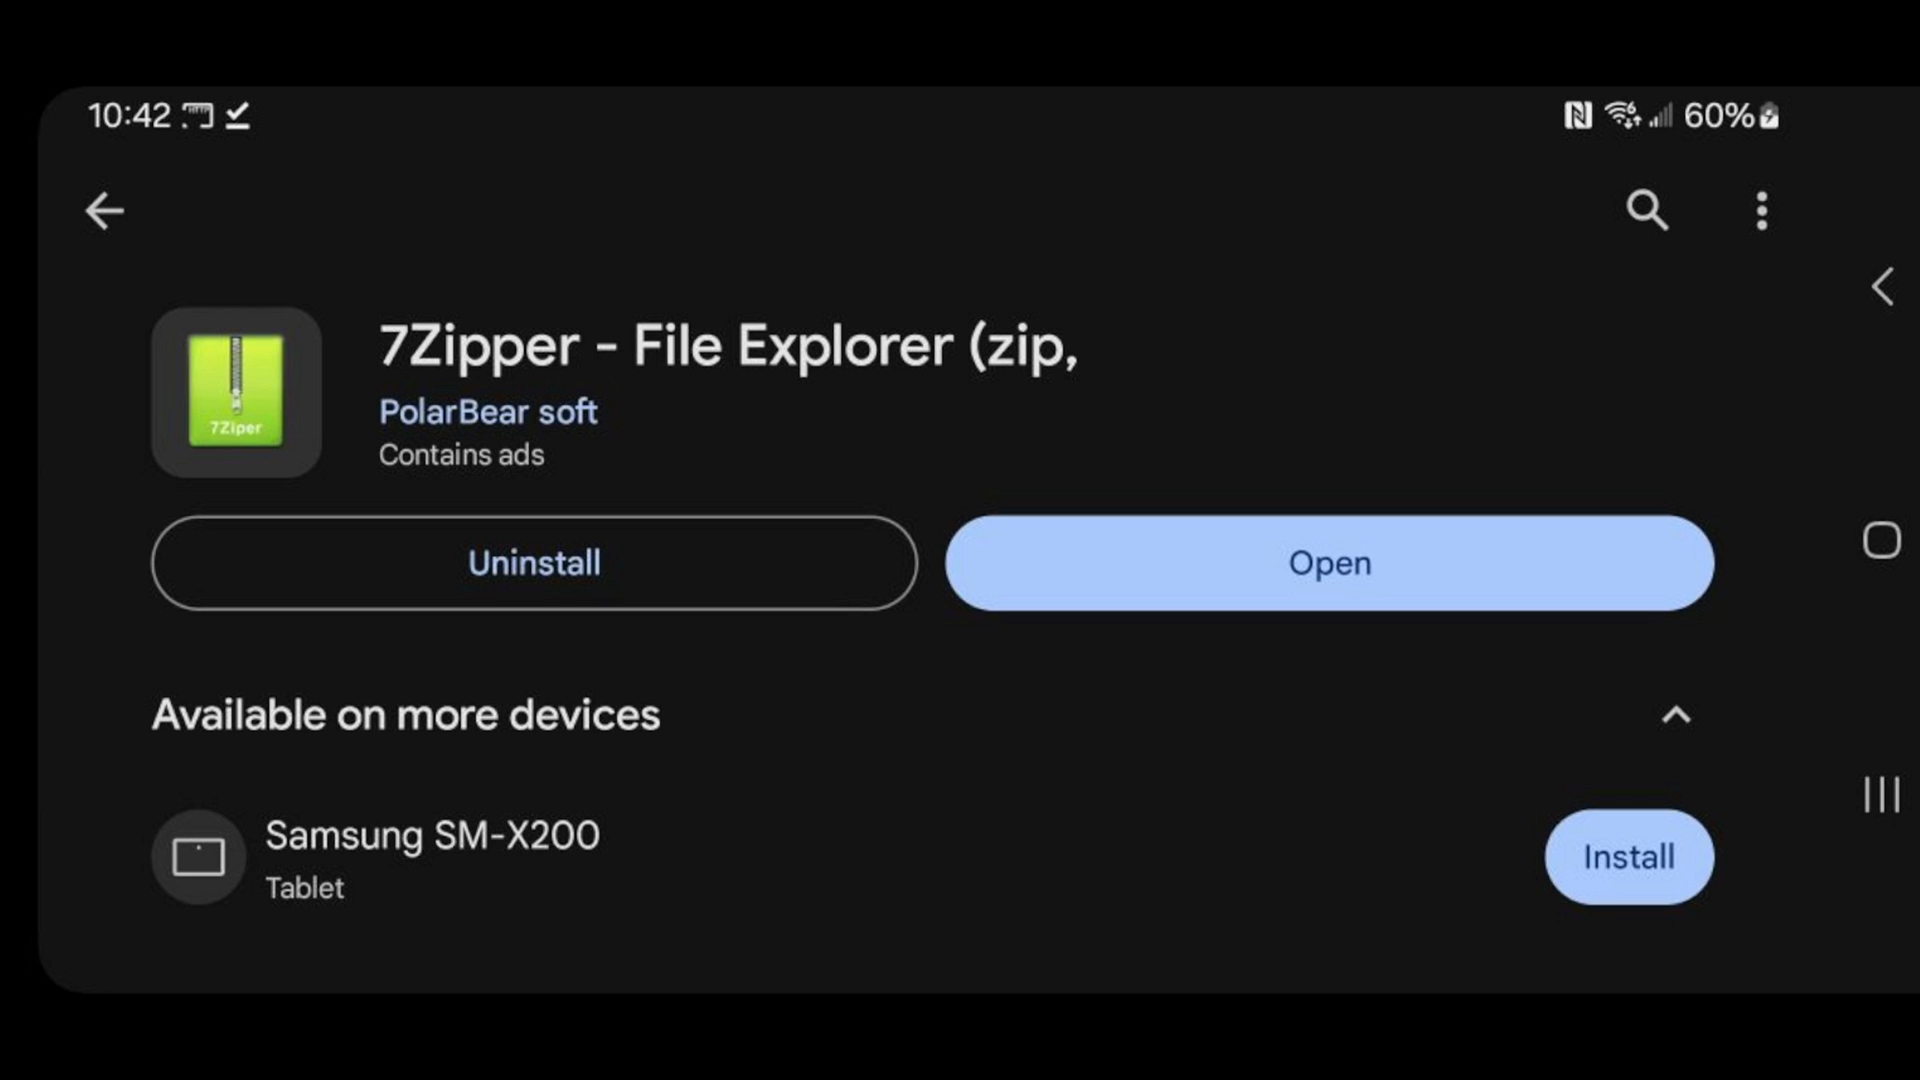 10:42
60%
7Zipper - File Explorer (zip,
7Ziper
PolarBear soft
Contains ads
Uninstall
Open
Available on more devices
Samsung SM-X200
Tablet
Install